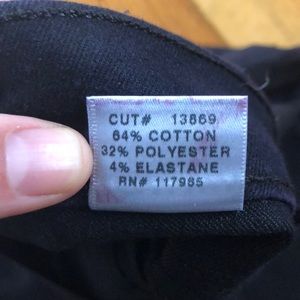 CUT# 13869
64% COTTON
32% POLYESTER
4% ELASTANE
RN# 117985